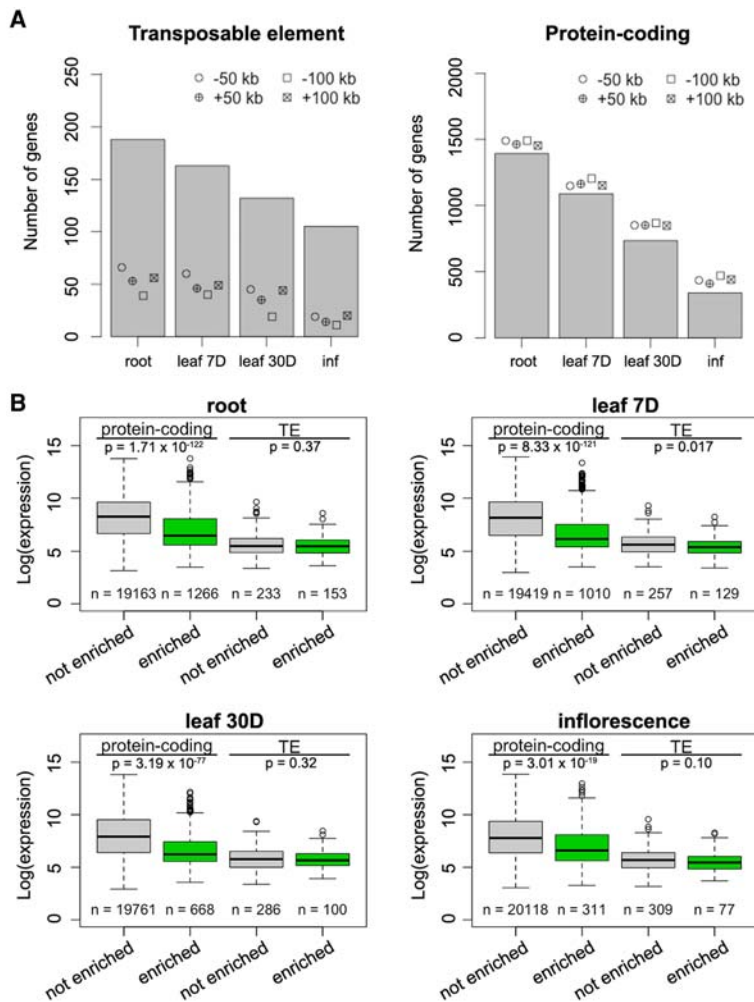 A
Transposable element
Number of genes
0
50
100
150
200
250
-50 kb
-100 kb
+50 kb
+100 kb
root
leaf 7D
leaf 30D
inf
Protein-coding
Number of genes
0
500
1000
1500
2000
-50 kb
-100 kb
+50 kb
+100 kb
root
leaf 7D
leaf 30D
inf
B
root
protein-coding
TE
p = 1.71 x 10-122
p = 0.37
Log(expression)
0
5
10
15
n = 19163
n = 1266
n = 233
n = 153
not enriched
enriched
not enriched
enriched
leaf 7D
protein-coding
TE
p = 8.33 x 10-121
p = 0.017
Log(expression)
0
5
10
15
n = 19419
n = 1010
n = 257
n = 129
not enriched
enriched
not enriched
enriched
leaf 30D
protein-coding
TE
p = 3.19 x 10-77
p = 0.32
Log(expression)
0
5
10
15
n = 19761
n = 668
n = 286
n = 100
not enriched
enriched
not enriched
enriched
inflorescence
protein-coding
TE
p = 3.01 x 10-19
p = 0.10
Log(expression)
0
5
10
15
n = 20118
n = 311
n = 309
n = 77
not enriched
enriched
not enriched
enriched